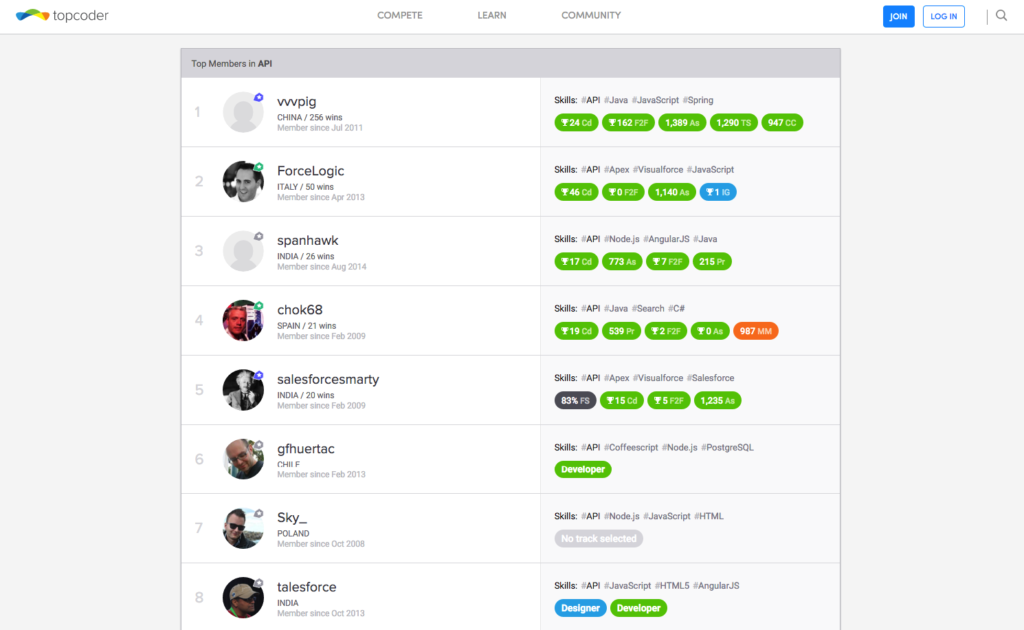 topcoder
COMPETE LEARN COMMUNITY
JOIN LOG IN
Top Members in API
1
vvvpig
CHINA / 256 wins
Member since Jul 2011
Skills: #API #Java #JavaScript #Spring
24 Cd 162 F2F 1,389 As 1,290 TS 947 CC
2
ForceLogic
ITALY / 50 wins
Member since Apr 2013
Skills: #API #Apex #Visualforce #JavaScript
46 Cd 0 F2F 1,140 As 1 IG
3
spanhawk
INDIA / 26 wins
Member since Aug 2014
Skills: #API #Node.js #AngularJS #Java
17 Cd 773 As 7 F2F 215 Pr
4
chok68
SPAIN / 21 wins
Member since Feb 2009
Skills: #API #Java #Search #C#
19 Cd 539 Pr 2 F2F 0 As 987 MM
5
salesforcesmarty
INDIA / 20 wins
Member since Feb 2009
Skills: #API #Apex #Visualforce #Salesforce
83% FS 15 Cd 5 F2F 1,235 As
6
gfhuertac
CHILE
Member since Feb 2013
Skills: #API #Coffeescript #Node.js #PostgreSQL
Developer
7
Sky_
POLAND
Member since Oct 2008
Skills: #API #Node.js #JavaScript #HTML
No track selected
8
talesforce
INDIA
Member since Oct 2013
Skills: #API #JavaScript #HTML5 #AngularJS
Designer Developer